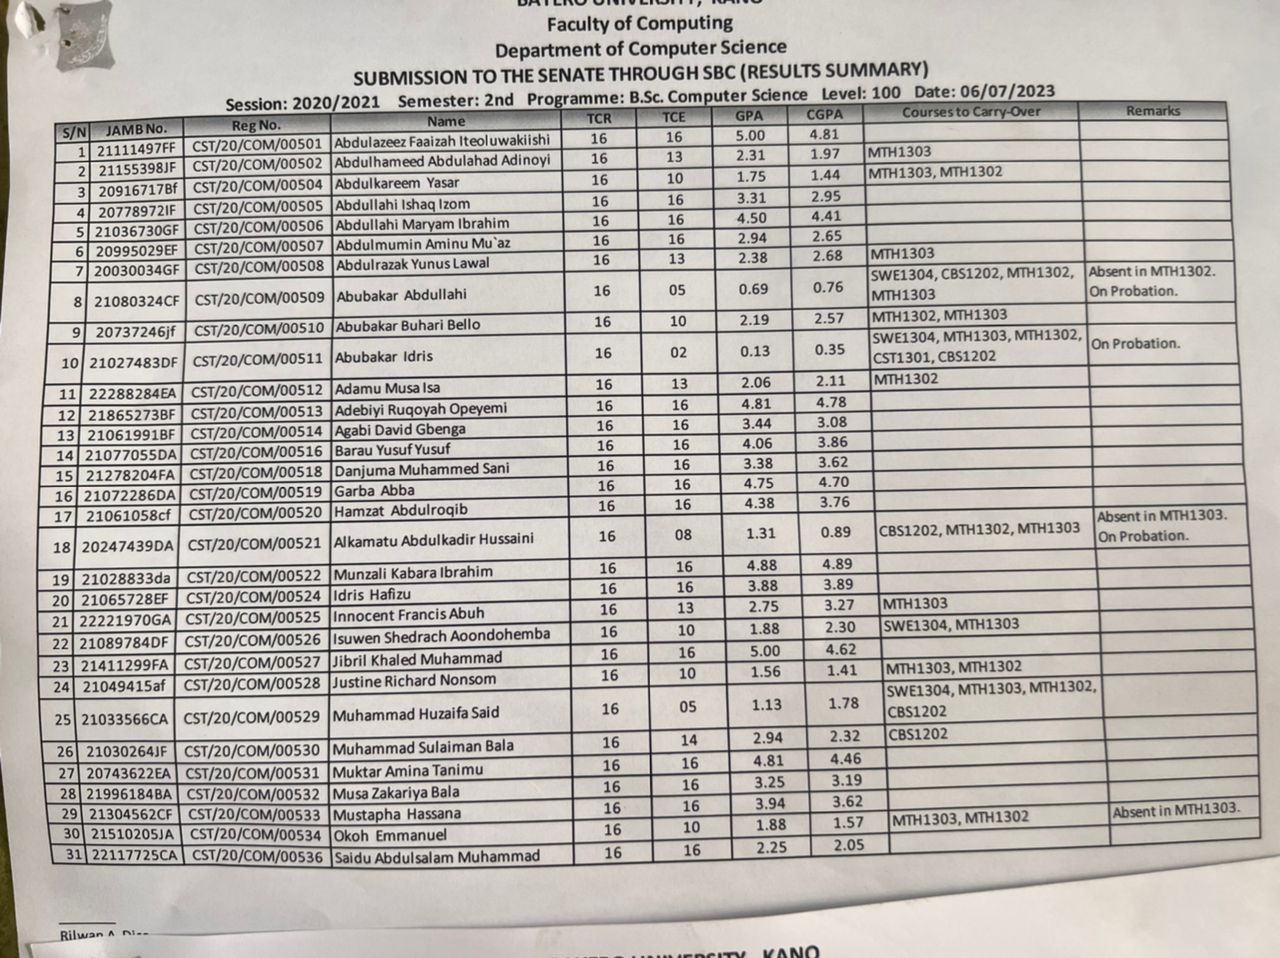 BAYERO UNIVERSITY, KANO
Faculty of Computing
Department of Computer Science
SUBMISSION TO THE SENATE THROUGH SBC (RESULTS SUMMARY)
Session: 2020/2021 Semester: 2nd Programme: B.Sc. Computer Science Level: 100 Date: 06/07/2023
S/N JAMB No. Reg No. Name TCR TCE GPA CGPA Courses to Carry-Over Remarks
1 21111497FF CST/20/COM/00501 Abdulazeez Faaizah Iteoluwakiishi 16 16 5.00 4.81
2 21155398JF CST/20/COM/00502 Abdulhameed Abdulahad Adinoyi 16 13 2.31 1.97 MTH1303
3 20916717Bf CST/20/COM/00504 Abdulkareem Yasar 16 10 1.75 1.44 MTH1303, MTH1302
4 20778972IF CST/20/COM/00505 Abdullahi Ishaq Izom 16 16 3.31 2.95
5 21036730GF CST/20/COM/00506 Abdullahi Maryam Ibrahim 16 16 4.50 4.41
6 20995029EF CST/20/COM/00507 Abdulmumin Aminu Mu`az 16 16 2.94 2.65
7 20030034GF CST/20/COM/00508 Abdulrazak Yunus Lawal 16 13 2.38 2.68 MTH1303
8 21080324CF CST/20/COM/00509 Abubakar Abdullahi 16 05 0.69 0.76 SWE1304, CBS1202, MTH1302, Absent in MTH1302.
MTH1303 On Probation.
9 20737246jf CST/20/COM/00510 Abubakar Buhari Bello 16 10 2.19 2.57 MTH1302, MTH1303
10 21027483DF CST/20/COM/00511 Abubakar Idris 16 02 0.13 0.35 SWE1304, MTH1303, MTH1302, On Probation.
CST1301, CBS1202
11 22288284EA CST/20/COM/00512 Adamu Musa Isa 16 13 2.06 2.11 MTH1302
12 21865273BF CST/20/COM/00513 Adebiyi Ruqoyah Opeyemi 16 16 4.81 4.78
13 21061991BF CST/20/COM/00514 Agabi David Gbenga 16 16 3.44 3.08
14 21077055DA CST/20/COM/00516 Barau Yusuf Yusuf 16 16 4.06 3.86
15 21278204FA CST/20/COM/00518 Danjuma Muhammed Sani 16 16 3.38 3.62
16 21072286DA CST/20/COM/00519 Garba Abba 16 16 4.75 4.70
17 21061058cf CST/20/COM/00520 Hamzat Abdulroqib 16 16 4.38 3.76
18 20247439DA CST/20/COM/00521 Alkamatu Abdulkadir Hussaini 16 08 1.31 0.89 CBS1202, MTH1302, MTH1303 Absent in MTH1303.
On Probation.
19 21028833da CST/20/COM/00522 Munzali Kabara Ibrahim 16 16 4.88 4.89
20 21065728EF CST/20/COM/00524 Idris Hafizu 16 16 3.88 3.89
21 22221970GA CST/20/COM/00525 Innocent Francis Abuh 16 13 2.75 3.27 MTH1303
22 21089784DF CST/20/COM/00526 Isuwen Shedrach Aoondohemba 16 10 1.88 2.30 SWE1304, MTH1303
23 21411299FA CST/20/COM/00527 Jibril Khaled Muhammad 16 16 5.00 4.62
24 21049415af CST/20/COM/00528 Justine Richard Nonsom 16 10 1.56 1.41 MTH1303, MTH1302
25 21033566CA CST/20/COM/00529 Muhammad Huzaifa Said 16 05 1.13 1.78 SWE1304, MTH1303, MTH1302,
CBS1202
26 21030264JF CST/20/COM/00530 Muhammad Sulaiman Bala 16 14 2.94 2.32 CBS1202
27 20743622EA CST/20/COM/00531 Muktar Amina Tanimu 16 16 4.81 4.46
28 21996184BA CST/20/COM/00532 Musa Zakariya Bala 16 16 3.25 3.19
29 21304562CF CST/20/COM/00533 Mustapha Hassana 16 16 3.94 3.62
30 21510205JA CST/20/COM/00534 Okoh Emmanuel 16 10 1.88 1.57 MTH1303, MTH1302 Absent in MTH1303.
31 22117725CA CST/20/COM/00536 Saidu Abdulsalam Muhammad 16 16 2.25 2.05
Rilwan A
UNIVERSITY, KANO